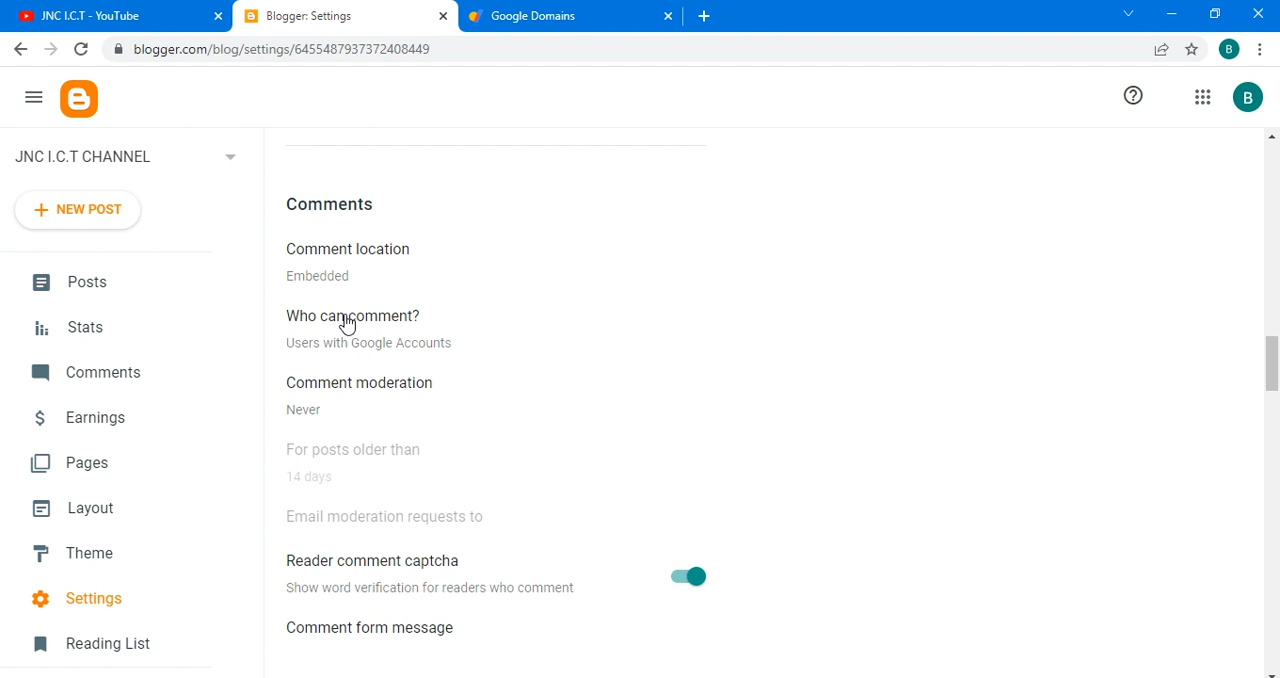 JNC I.C.T - YouTube
Blogger: Settings
Google Domains
blogger.com/blog/settings/6455487937372408449
B
B
JNC I.C.T CHANNEL
NEW POST
Posts
Stats
Comments
Earnings
Pages
Layout
Theme
Settings
Reading List
Comments
Comment location
Embedded
Who can comment?
Users with Google Accounts
Comment moderation
Never
For posts older than
14 days
Email moderation requests to
Reader comment captcha
Show word verification for readers who comment
Comment form message